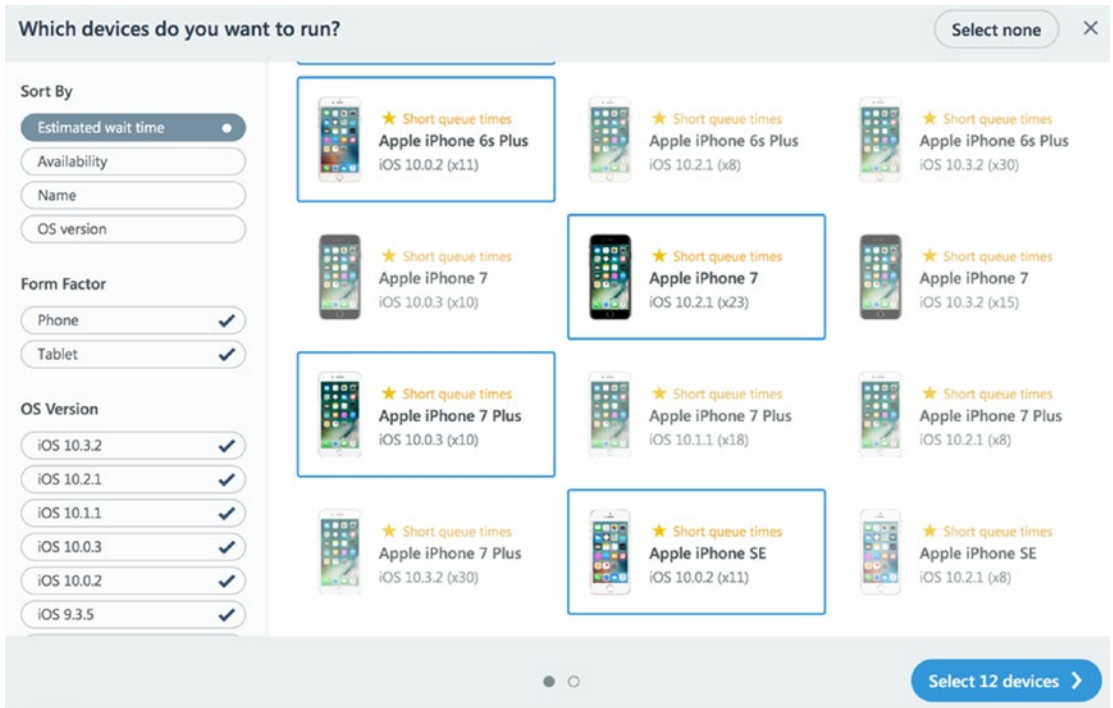 Which devices do you want to run?
Select none
Sort By
Estimated wait time
Availability
Name
OS version
Form Factor
Phone
Tablet
OS Version
iOS 10.3.2
iOS 10.2.1
iOS 10.1.1
iOS 10.0.3
iOS 10.0.2
iOS 9.3.5
Short queue times
Apple iPhone 6s Plus
iOS 10.0.2 (x11)
Short queue times
Apple iPhone 6s Plus
iOS 10.2.1 (x8)
Short queue times
Apple iPhone 6s Plus
iOS 10.3.2 (x30)
Short queue times
Apple iPhone 7
iOS 10.0.3 (x10)
Short queue times
Apple iPhone 7
iOS 10.2.1 (x23)
Short queue times
Apple iPhone 7
iOS 10.3.2 (x15)
Short queue times
Apple iPhone 7 Plus
iOS 10.0.3 (x10)
Short queue times
Apple iPhone 7 Plus
iOS 10.1.1 (x18)
Short queue times
Apple iPhone 7 Plus
iOS 10.2.1 (x8)
Short queue times
Apple iPhone 7 Plus
iOS 10.3.2 (x30)
Short queue times
Apple iPhone SE
iOS 10.0.2 (x11)
Short queue times
Apple iPhone SE
iOS 10.2.1 (x8)
Select 12 devices